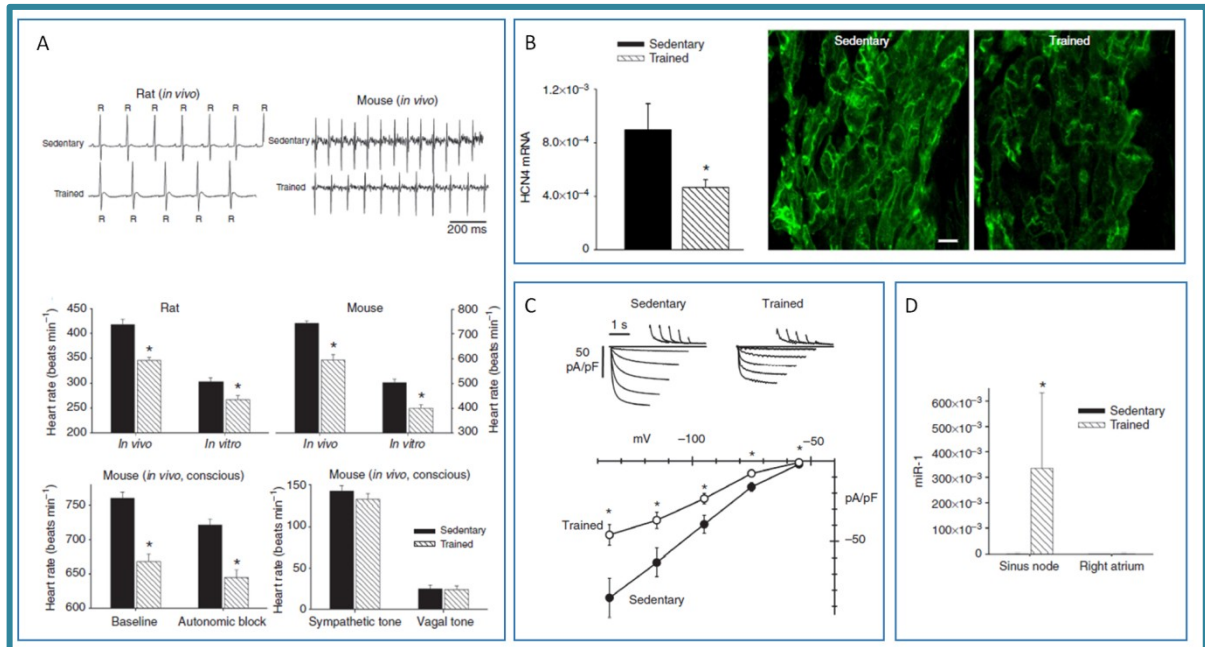 A
Rat (in vivo)
R R R R R R R
Sedentary
Trained
R R R R R
Mouse (in vivo)
Sedentary
Trained
200 ms
Rat
Heart rate (beats min⁻¹)
450
400
350
300
250
200
*
*
In vivo
In vitro
Mouse
Heart rate (beats min⁻¹)
800
700
600
500
400
300
*
*
In vivo
In vitro
Mouse (in vivo, conscious)
Heart rate (beats min⁻¹)
750
700
650
600
*
*
Baseline
Autonomic block
Mouse (in vivo, conscious)
Heart rate (beats min⁻¹)
150
100
50
0
Sedentary
Trained
Sympathetic tone
Vagal tone
B
Sedentary
Trained
HCN4 mRNA
1.2×10⁻³
8.0×10⁻⁴
4.0×10⁻⁴
0
*
Sedentary
Trained
C
Sedentary
Trained
1 s
50
pA/pF
mV
−100
−50
* * * * *
pA/pF
−50
Trained
Sedentary
D
miR-1
600×10⁻³
500×10⁻³
400×10⁻³
300×10⁻³
200×10⁻³
100×10⁻³
0
*
Sedentary
Trained
Sinus node
Right atrium